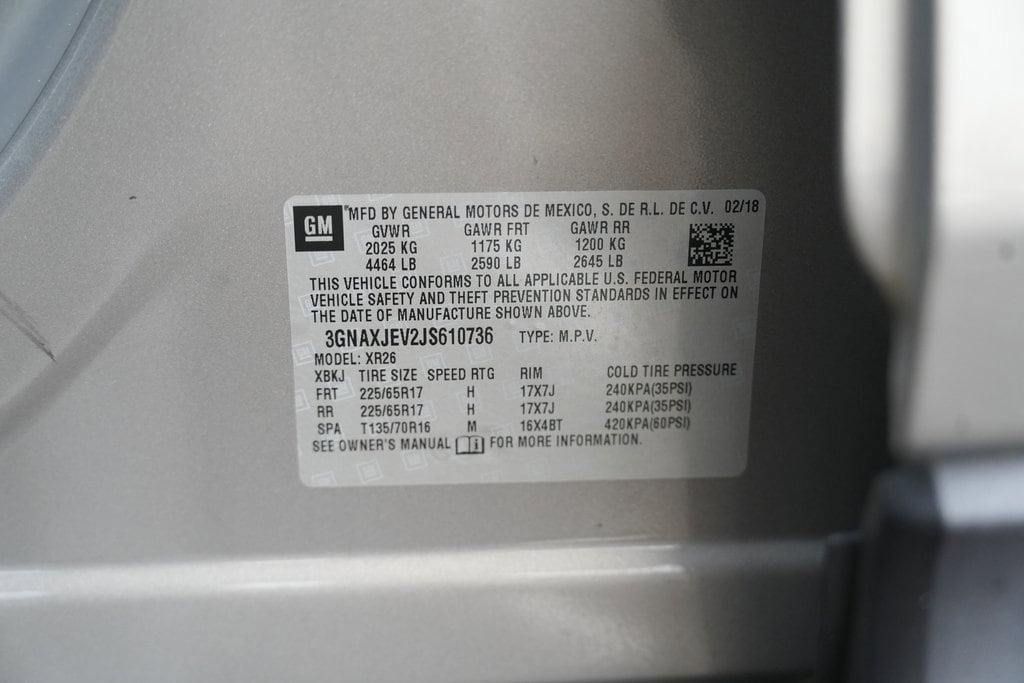 GM MFD BY GENERAL MOTORS DE MEXICO, S. DE R.L. DE C.V. 02/18
GVWR GAWR FRT GAWR RR
2025 KG 1175 KG 1200 KG
4464 LB 2590 LB 2645 LB
THIS VEHICLE CONFORMS TO ALL APPLICABLE U.S. FEDERAL MOTOR
VEHICLE SAFETY AND THEFT PREVENTION STANDARDS IN EFFECT ON
THE DATE OF MANUFACTURE SHOWN ABOVE.
3GNAXJEV2JS610736 TYPE: M.P.V.
MODEL: XR26
XBKJ TIRE SIZE SPEED RTG RIM COLD TIRE PRESSURE
FRT 225/65R17 H 17X7J 240KPA(35PSI)
RR 225/65R17 H 17X7J 240KPA(35PSI)
SPA T135/70R16 M 16X4BT 420KPA(60PSI)
SEE OWNER'S MANUAL i FOR MORE INFORMATION.